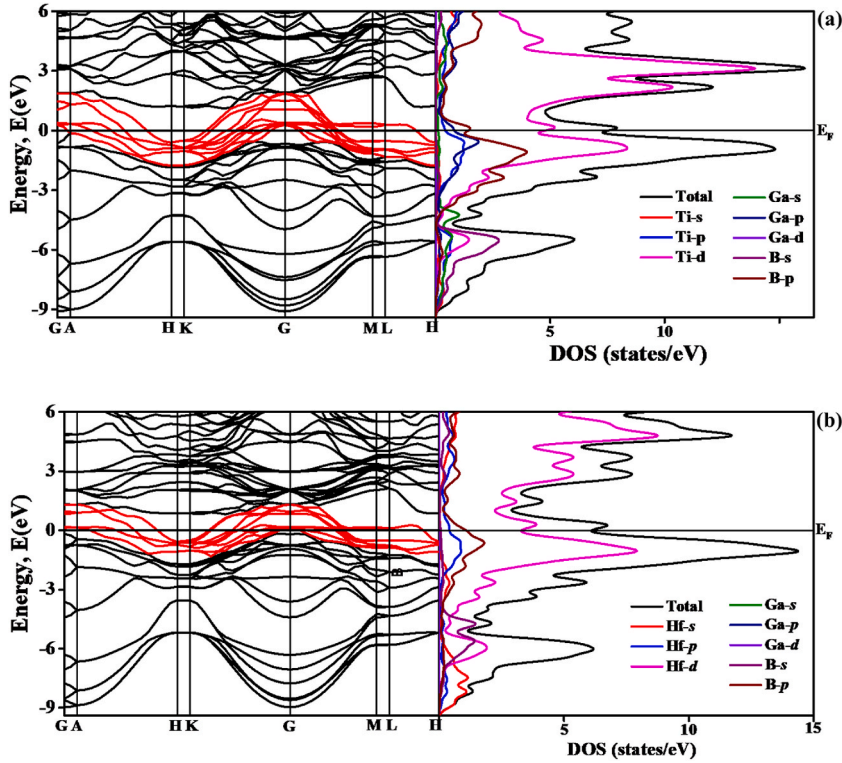 (a)
Energy, E(eV)
6
3
0
-3
-6
-9
G A H K G M L H
E_F
Total
Ti-s
Ti-p
Ti-d
Ga-s
Ga-p
Ga-d
B-s
B-p
5 10
DOS (states/eV)
(b)
Energy, E(eV)
6
3
0
-3
-6
-9
G A H K G M L H
E_F
B
Total
Hf-s
Hf-p
Hf-d
Ga-s
Ga-p
Ga-d
B-s
B-p
5 10 15
DOS (states/eV)